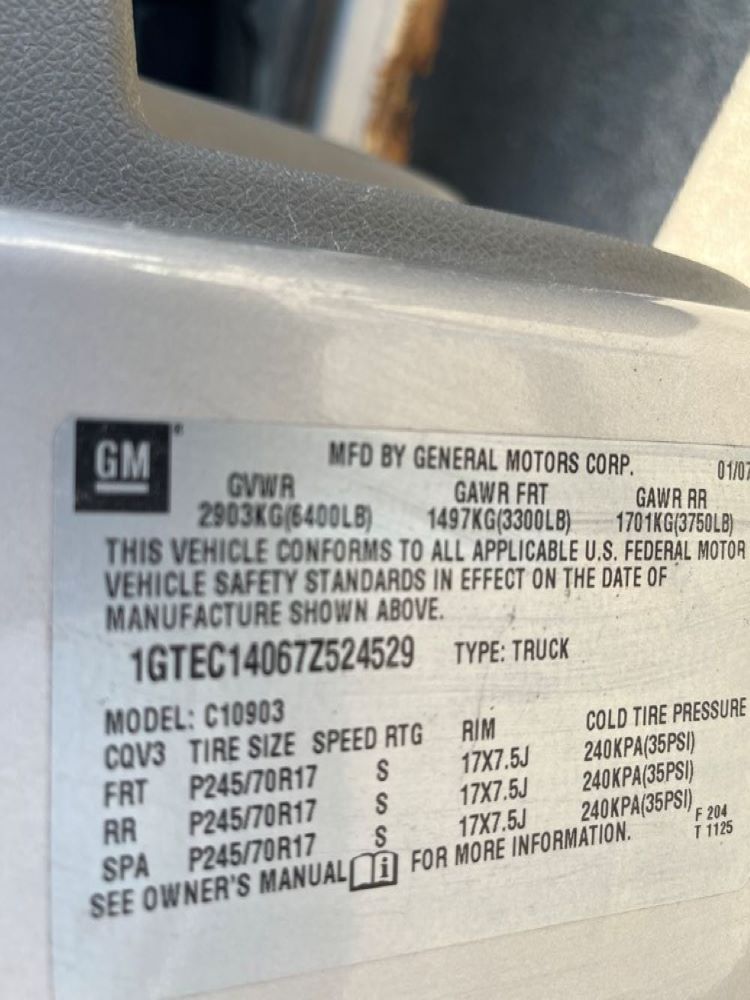 GM
MFD BY GENERAL MOTORS CORP. 01/07
GVWR GAWR FRT GAWR RR
2903KG(6400LB) 1497KG(3300LB) 1701KG(3750LB)
THIS VEHICLE CONFORMS TO ALL APPLICABLE U.S. FEDERAL MOTOR
VEHICLE SAFETY STANDARDS IN EFFECT ON THE DATE OF
MANUFACTURE SHOWN ABOVE.
1GTEC14067Z524529 TYPE: TRUCK
MODEL: C10903
CQV3 TIRE SIZE SPEED RTG RIM COLD TIRE PRESSURE
FRT P245/70R17 S 17X7.5J 240KPA(35PSI)
RR P245/70R17 S 17X7.5J 240KPA(35PSI)
SPA P245/70R17 S 17X7.5J 240KPA(35PSI)
SEE OWNER'S MANUAL i FOR MORE INFORMATION.
F 204
T 1125